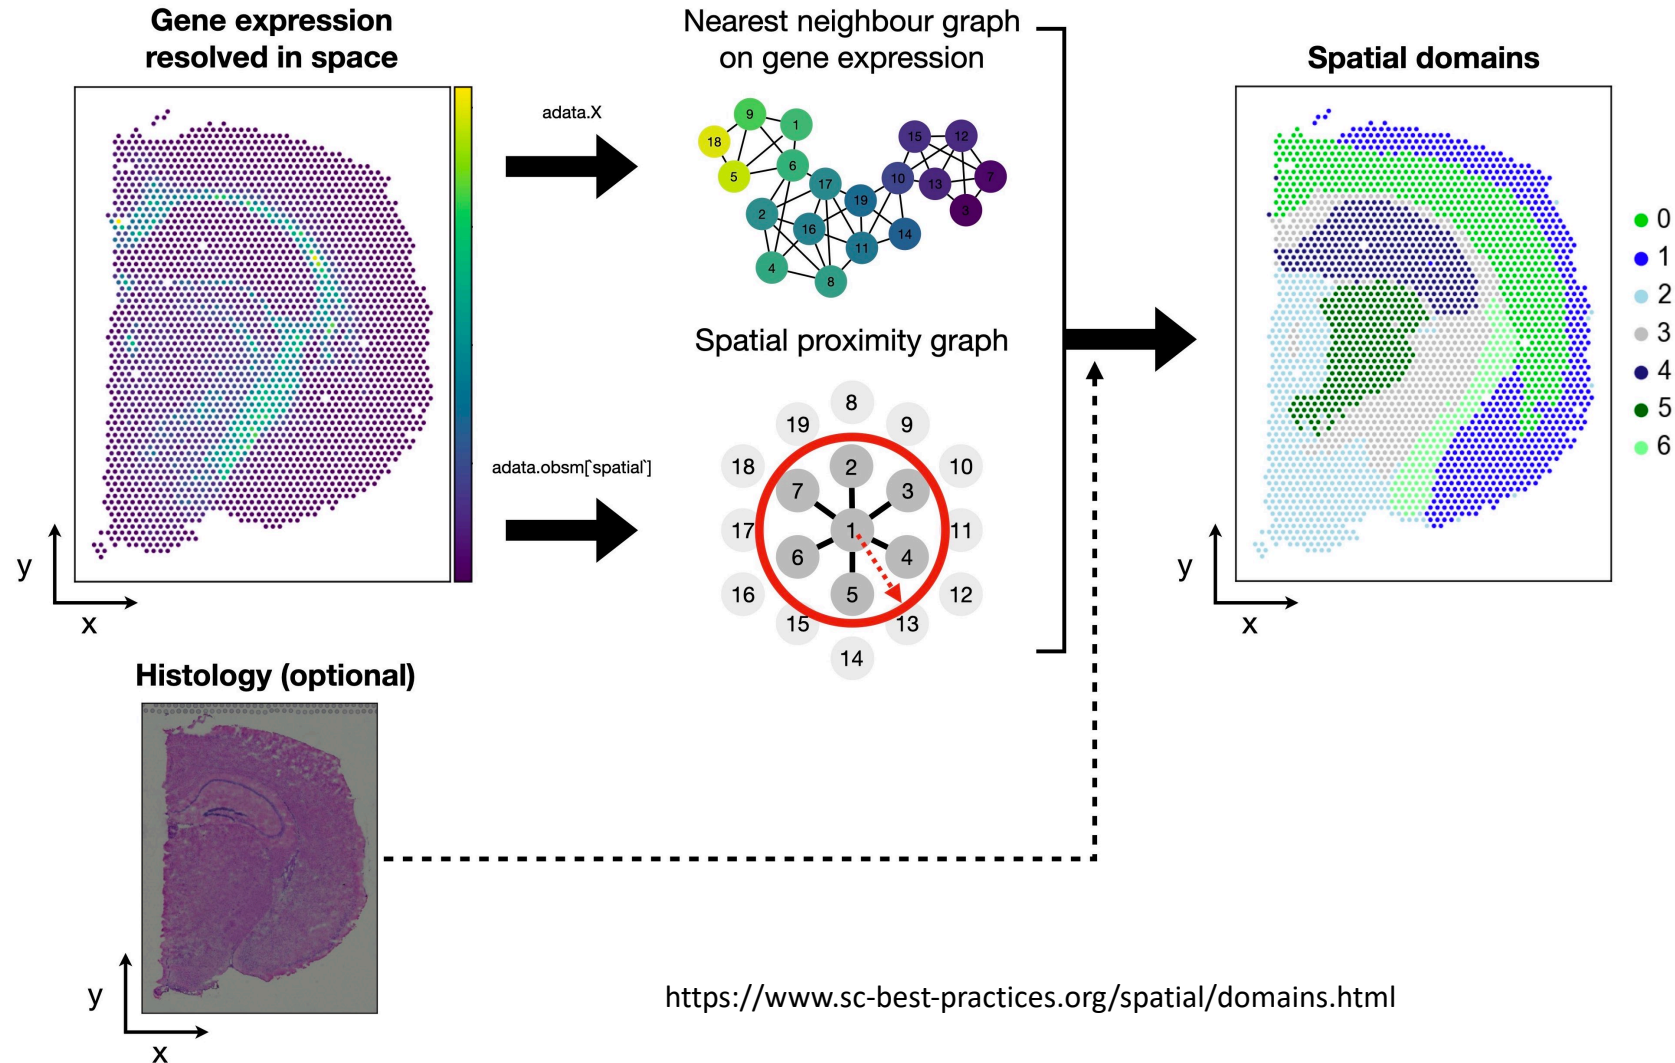 Gene expression
resolved in space
y
x
adata.X
adata.obsm[`spatial`]
Nearest neighbour graph
on gene expression
9
1
18
5
6
17
2
16
19
4
8
11
14
10
15
12
13
7
3
Spatial proximity graph
8
19
9
18
2
10
7
3
17
1
11
6
4
16
5
12
15
13
14
Spatial domains
0
1
2
3
4
5
6
y
x
Histology (optional)
y
x
https://www.sc-best-practices.org/spatial/domains.html